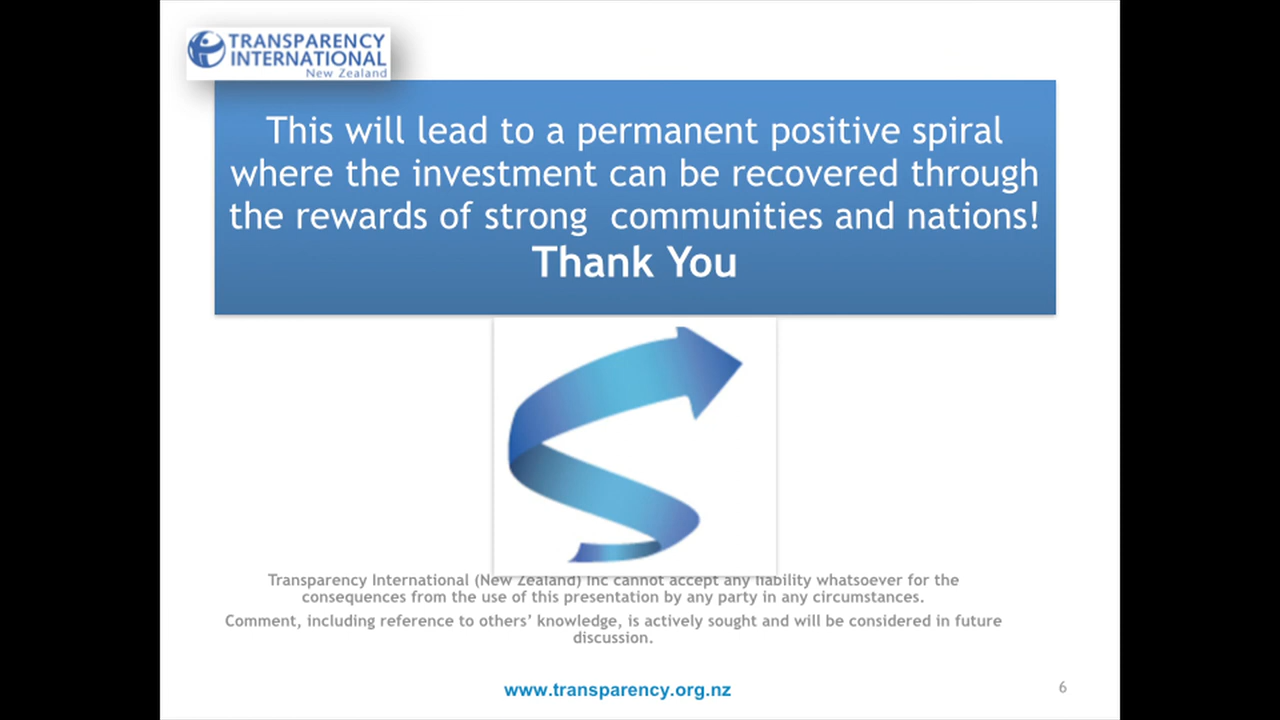 TRANSPARENCY
INTERNATIONAL
New Zealand
This will lead to a permanent positive spiral
where the investment can be recovered through
the rewards of strong  communities and nations!
Thank You
Transparency International (New Zealand) Inc cannot accept any liability whatsoever for the
consequences from the use of this presentation by any party in any circumstances.
Comment, including reference to others’ knowledge, is actively sought and will be considered in future
discussion.
www.transparency.org.nz
6